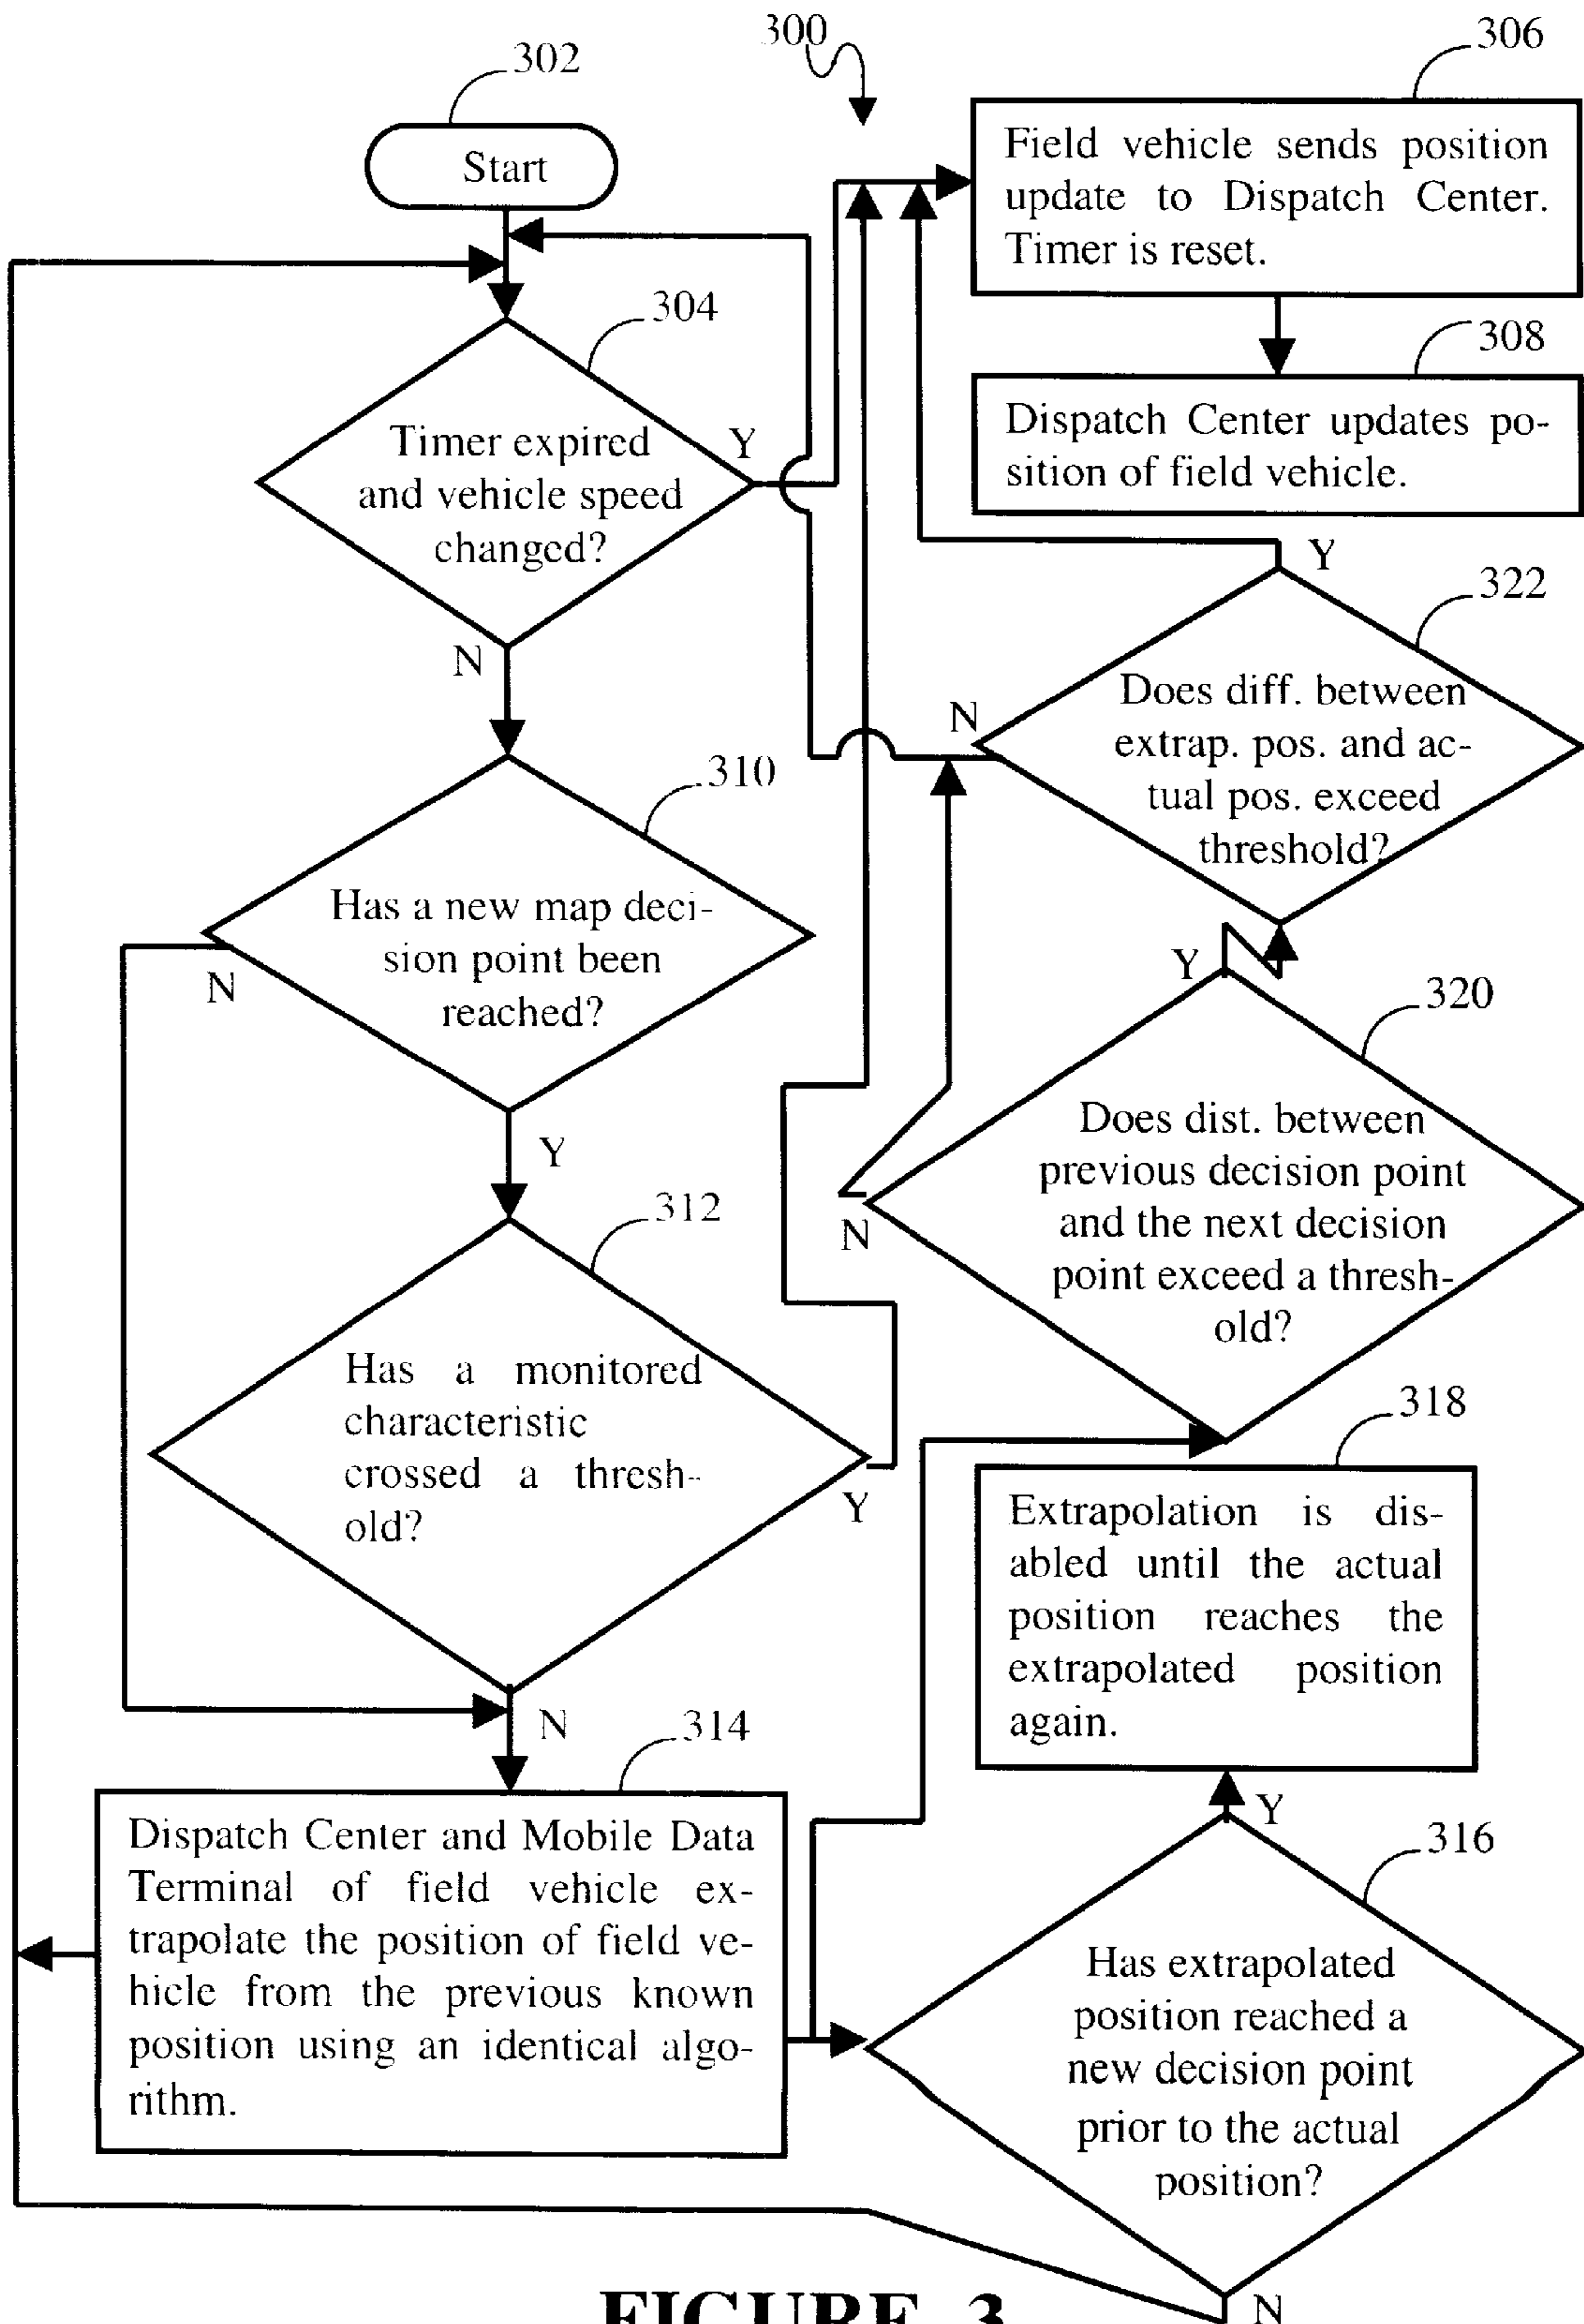 300
302
Start
306
Field vehicle sends position
update to Dispatch Center.
Timer is reset.
308
Dispatch Center updates po-
sition of field vehicle.
304
Timer expired
and vehicle speed
changed?
Y
N
310
Has a new map deci-
sion point been
reached?
N
Y
312
Has a monitored
characteristic
crossed a thresh-
old?
Y
N
314
Dispatch Center and Mobile Data
Terminal of field vehicle ex-
trapolate the position of field ve-
hicle from the previous known
position using an identical algo-
rithm.
322
Y
Does diff. between
extrap. pos. and ac-
tual pos. exceed
threshold?
N
320
Y
Does dist. between
previous decision point
and the next decision
point exceed a thresh-
old?
N
318
Extrapolation is dis-
abled until the actual
position reaches the
extrapolated position
again.
Y
316
Has extrapolated
position reached a
new decision point
prior to the actual
position?
N
FIGURE 3